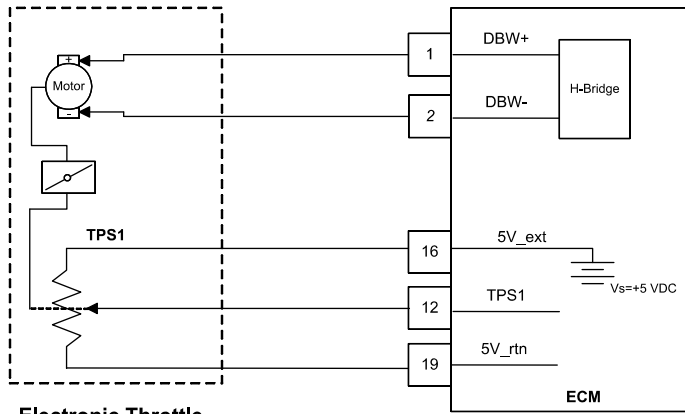 +
Motor
-
1
DBW+
H-Bridge
2
DBW-
TPS1
16
5V_ext
Vs=+5 VDC
12
TPS1
19
5V_rtn
ECM
Electronic Throttle